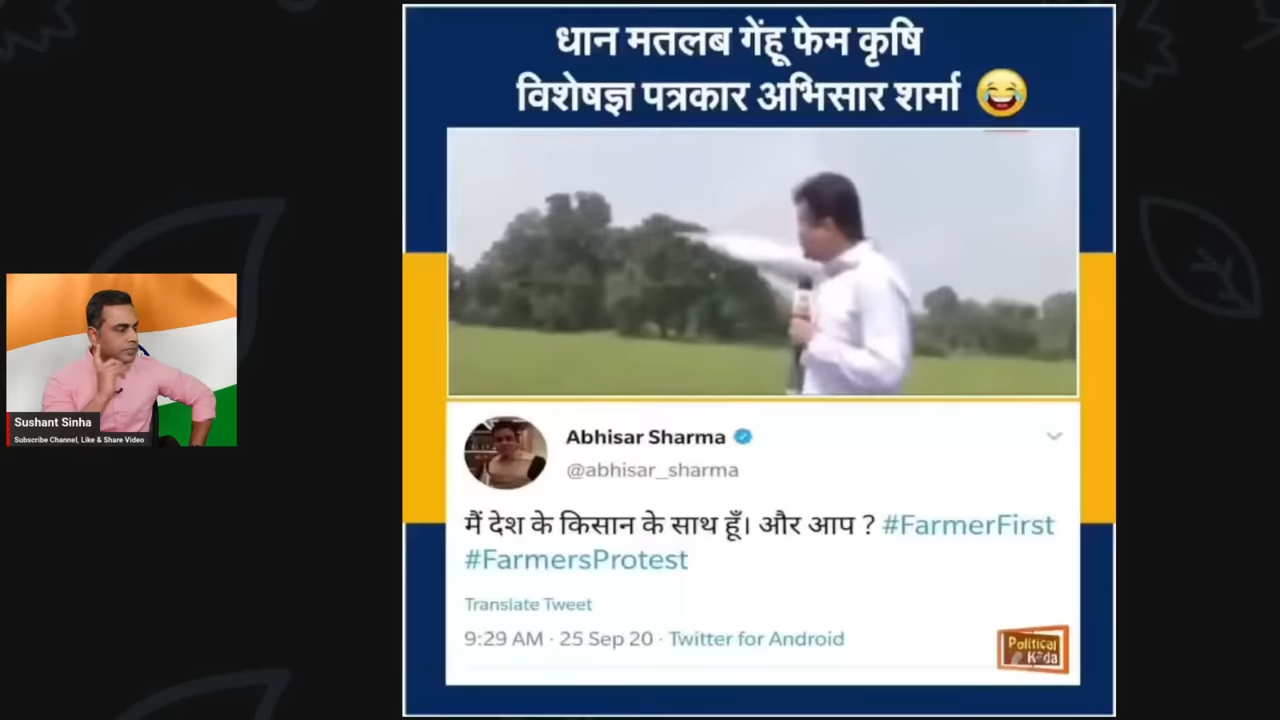 धान मतलब गेंहू फेम कृषि
विशेषज्ञ पत्रकार अभिसार शर्मा 😂
Sushant Sinha
Subscribe Channel, Like & Share Video
Abhisar Sharma
@abhisar_sharma
मैं देश के किसान के साथ हूँ। और आप ? #FarmerFirst
#FarmersProtest
Translate Tweet
9:29 AM · 25 Sep 20 · Twitter for Android
Political
Kida